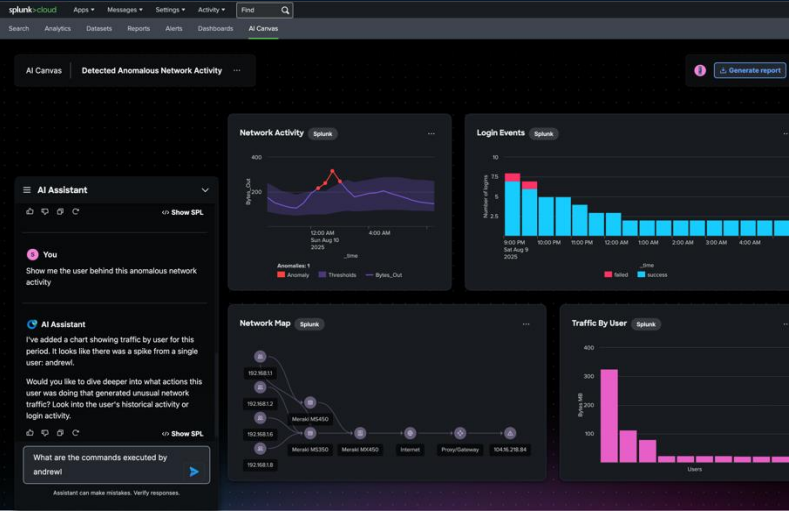 splunk>cloud Apps Messages Settings Activity Find
Search Analytics Datasets Reports Alerts Dashboards AI Canvas
AI Canvas Detected Anomalous Network Activity ...
Generate report
AI Assistant
Show SPL
S You
Show me the user behind this anomalous network
activity
AI Assistant
I've added a chart showing traffic by user for this
period. It looks like there was a spike from a single
user: andrewl.
Would you like to dive deeper into what actions this
user was doing that generated unusual network
traffic? Look into the user's historical activity or
login activity.
Show SPL
What are the commands executed by
andrewl
Assistant can make mistakes. Verify responses.
Network Activity Splunk ...
400
200
Bytes_Out
12:00 AM 4:00 AM
Sun Aug 10
2025
_time
Anomalies: 1
Anomaly Thresholds Bytes_Out
Login Events Splunk
10
7.5
5
2.5
Number of logins
9:00 PM 10:00 PM 11:00 PM 12:00 AM 1:00 AM 2:00 AM 3:00 AM 4:00 AM
Sat Aug 9
2025
_time
failed success
Network Map Splunk ...
192.168.1.1
192.168.1.2
Meraki MS450
192.168.1.6
Meraki MS350 Meraki MX450 Internet Proxy/Gateway 104.16.218.84
192.168.1.8
Traffic By User Splunk
400
300
200
100
Bytes MB
Users